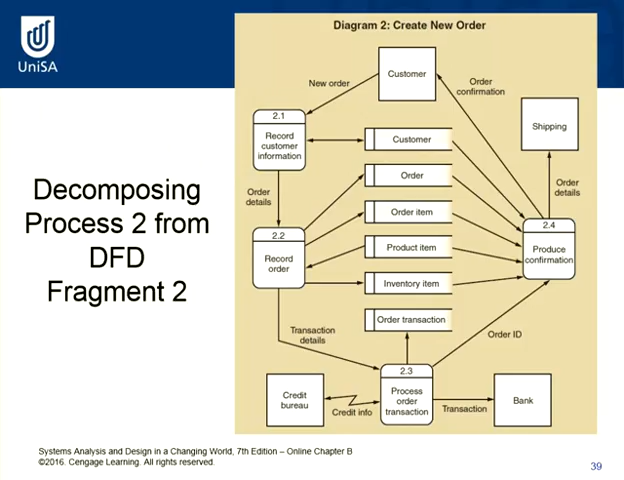 UniSA
Decomposing
Process 2 from
DFD
Fragment 2
Diagram 2: Create New Order
Customer
New order
Order
confirmation
2.1
Record
customer
information
Customer
Shipping
Order
Order
details
Order
details
Order item
2.2
Record
order
2.4
Produce
confirmation
Product item
Inventory item
Order transaction
Transaction
details
Order ID
2.3
Process
order
transaction
Credit
bureau
Credit info
Transaction
Bank
Systems Analysis and Design in a Changing World, 7th Edition – Online Chapter B
©2016. Cengage Learning. All rights reserved.
39